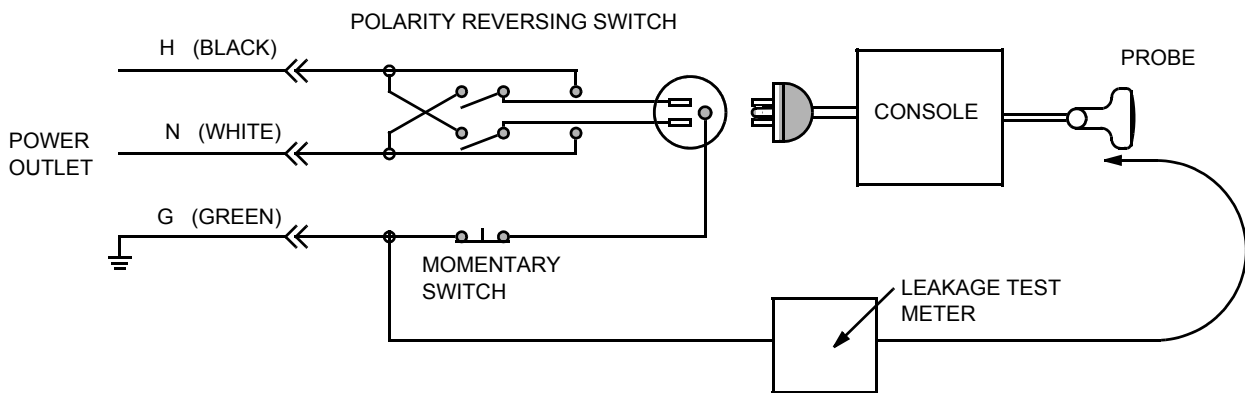 POLARITY REVERSING SWITCH
H (BLACK)
PROBE
CONSOLE
N (WHITE)
POWER
OUTLET
G (GREEN)
MOMENTARY
SWITCH
LEAKAGE TEST
METER